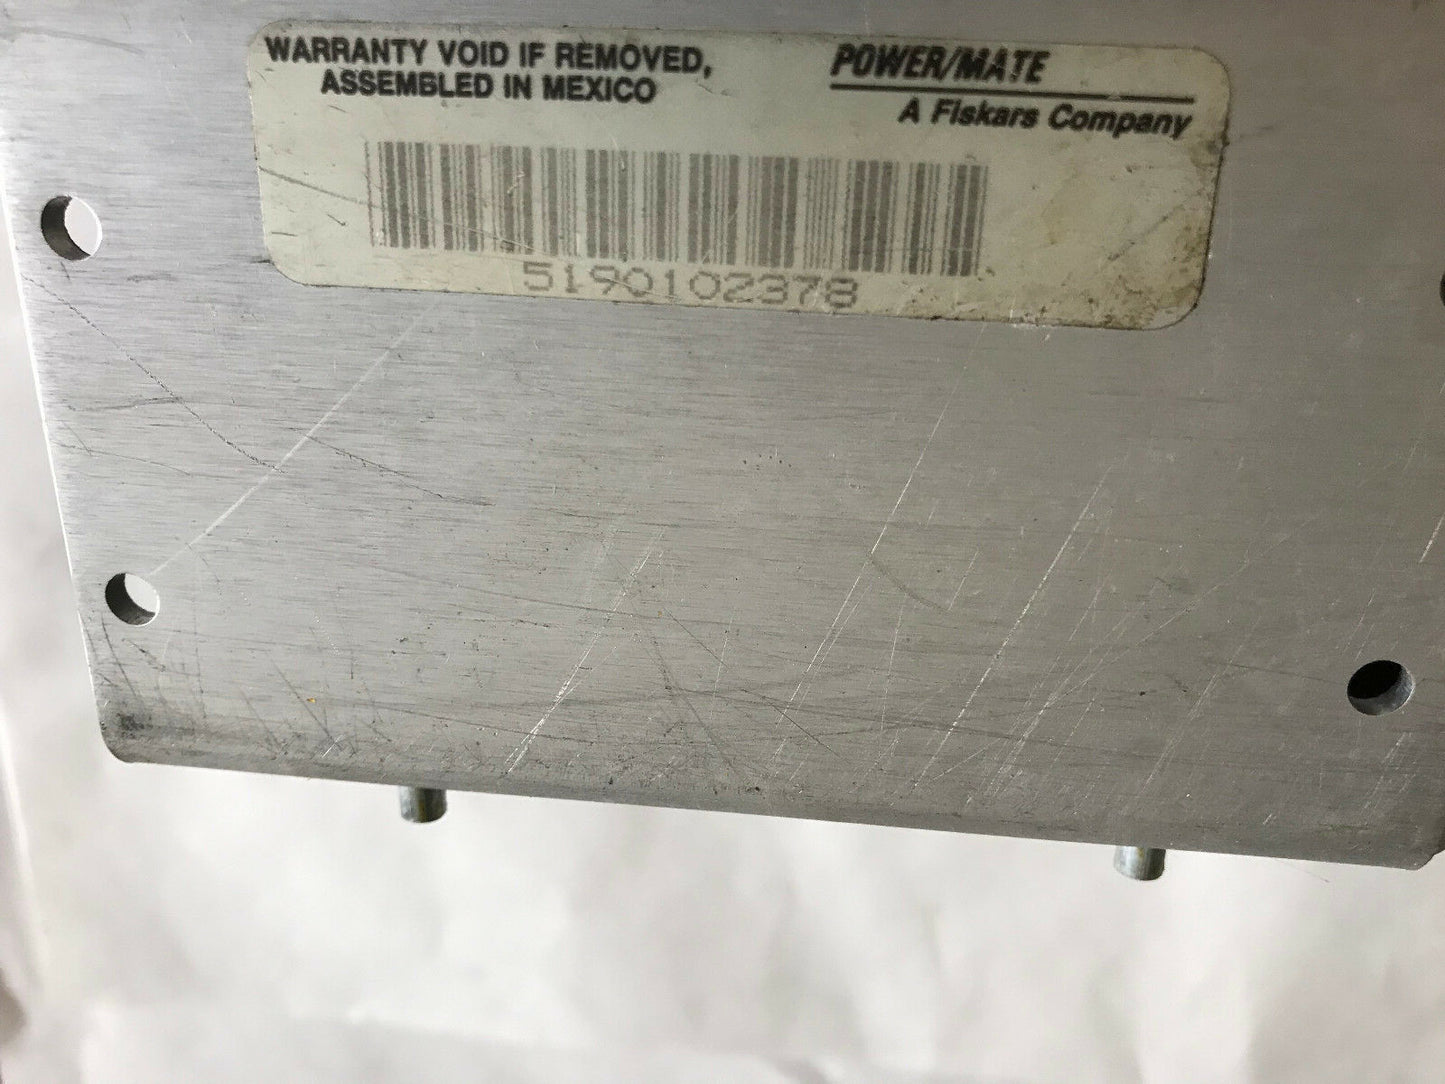 WARRANTY VOID IF REMOVED,
ASSEMBLED IN MEXICO
POWER/MATE
A Fiskars Company
5190102378